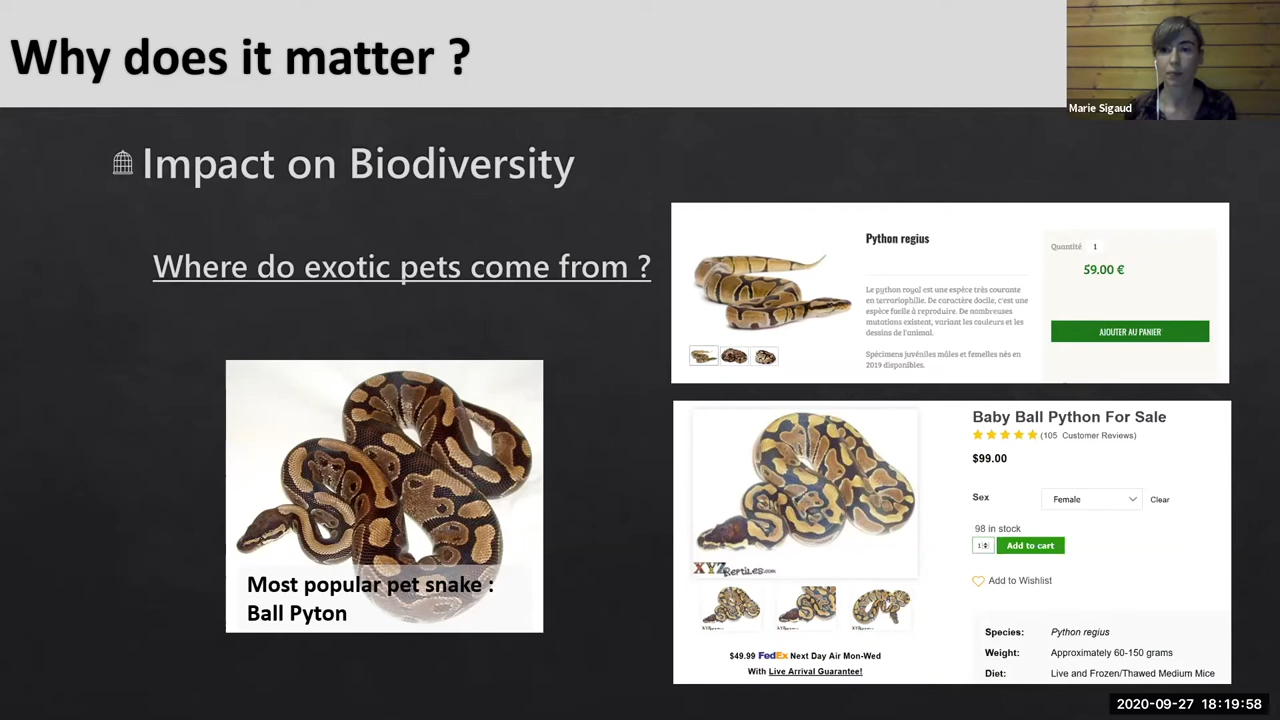 Why does it matter ?
Marie Sigaud
Impact on Biodiversity
Where do exotic pets come from ?
Most popular pet snake :
Ball Pyton
Python regius
Le python royal est une espèce très courante
en terrariophilie. De caractère docile, c'est une
espèce facile à reproduire. De nombreuses
mutations existent, variant les couleurs et les
dessins de l'animal.
Spécimens juvéniles mâles et femelles nés en
2019 disponibles.
Quantité 1
59.00 €
AJOUTER AU PANIER
XYZReptiles.com
$49.99 FedEx Next Day Air Mon-Wed
With Live Arrival Guarantee!
Baby Ball Python For Sale
(105 Customer Reviews)
$99.00
Sex Female Clear
98 in stock
1 Add to cart
Add to Wishlist
Species: Python regius
Weight: Approximately 60-150 grams
Diet: Live and Frozen/Thawed Medium Mice
2020-09-27 18:19:58